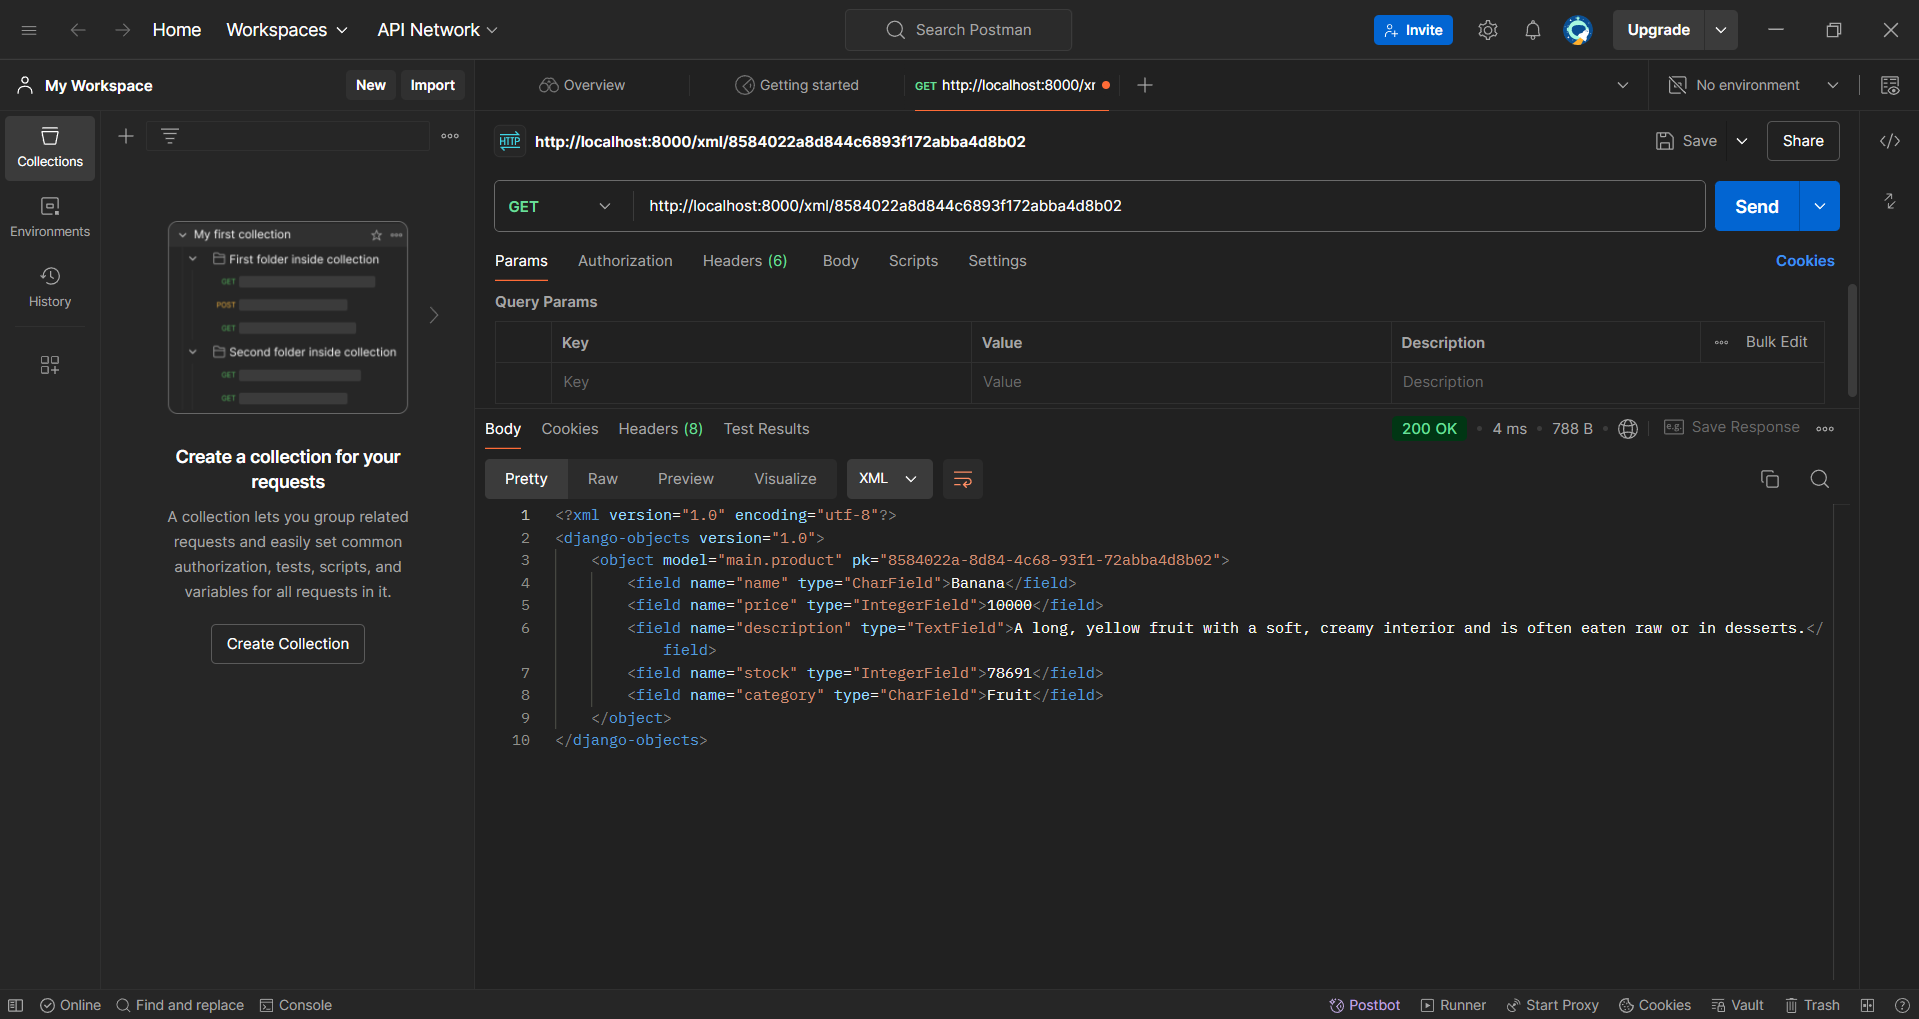 Home
Workspaces
API Network
Search Postman
Invite
Upgrade
My Workspace
New
Import
Overview
Getting started
GET http://localhost:8000/xr
No environment
Collections
Environments
History
My first collection
First folder inside collection
GET
POST
GET
Second folder inside collection
GET
GET
Create a collection for your
requests
A collection lets you group related
requests and easily set common
authorization, tests, scripts, and
variables for all requests in it.
Create Collection
HTTP http://localhost:8000/xml/8584022a8d844c6893f172abba4d8b02
Save
Share
GET
http://localhost:8000/xml/8584022a8d844c6893f172abba4d8b02
Send
Params
Authorization
Headers (6)
Body
Scripts
Settings
Cookies
Query Params
Key
Value
Description
Bulk Edit
Key
Value
Description
Body
Cookies
Headers (8)
Test Results
200 OK
4 ms
788 B
e.g. Save Response
Pretty
Raw
Preview
Visualize
XML
1 <?xml version="1.0" encoding="utf-8"?>
2 <django-objects version="1.0">
3 <object model="main.product" pk="8584022a-8d84-4c68-93f1-72abba4d8b02">
4 <field name="name" type="CharField">Banana</field>
5 <field name="price" type="IntegerField">10000</field>
6 <field name="description" type="TextField">A long, yellow fruit with a soft, creamy interior and is often eaten raw or in desserts.</
field>
7 <field name="stock" type="IntegerField">78691</field>
8 <field name="category" type="CharField">Fruit</field>
9 </object>
10 </django-objects>
Online
Find and replace
Console
Postbot
Runner
Start Proxy
Cookies
Vault
Trash